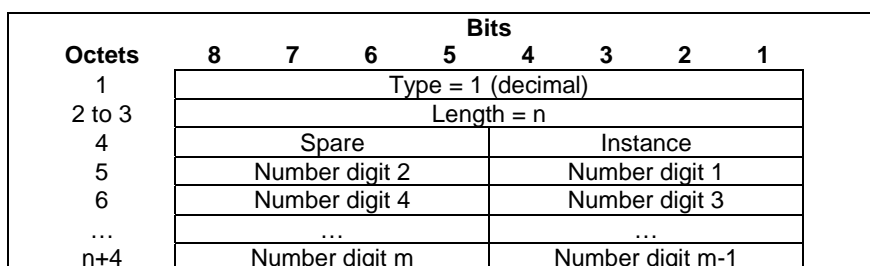 Bits
Octets 8 7 6 5 4 3 2 1
1 Type = 1 (decimal)
2 to 3 Length = n
4 Spare Instance
5 Number digit 2 Number digit 1
6 Number digit 4 Number digit 3
… … …
n+4 Number digit m Number digit m-1